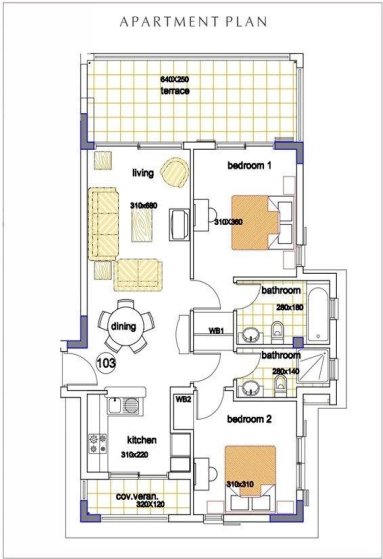 APARTMENT PLAN
640X250
terrace
living
bedroom 1
310x680
310X360
bathroom
280x180
dining
WB1
bathroom
103
280x140
WB2
bedroom 2
kitchen
310x220
310x310
cov.veran.
320X120